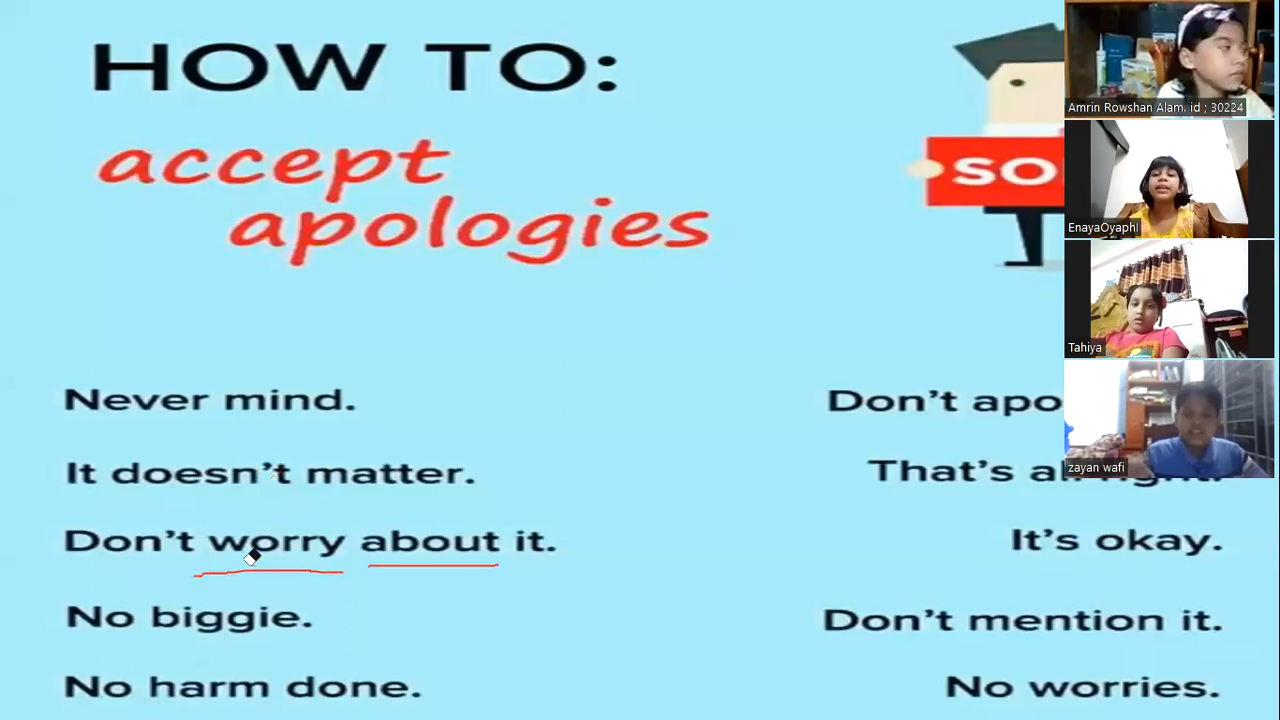 HOW TO:
accept
apologies
SO
Never mind.
It doesn't matter.
Don't worry about it.
No biggie.
No harm done.
Don't apo
That's all right.
It's okay.
Don't mention it.
No worries.
Amrin Rowshan Alam. id ; 30224
EnayaOyaphI
Tahiya
zayan wafi